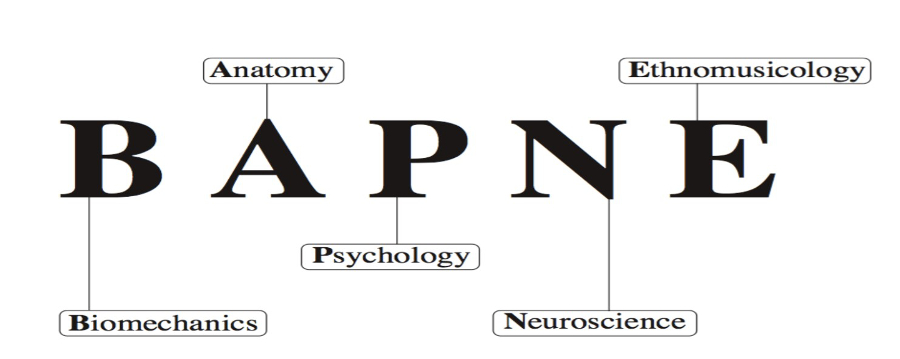 Anatomy
Ethnomusicology
B A P N E
Psychology
Biomechanics
Neuroscience